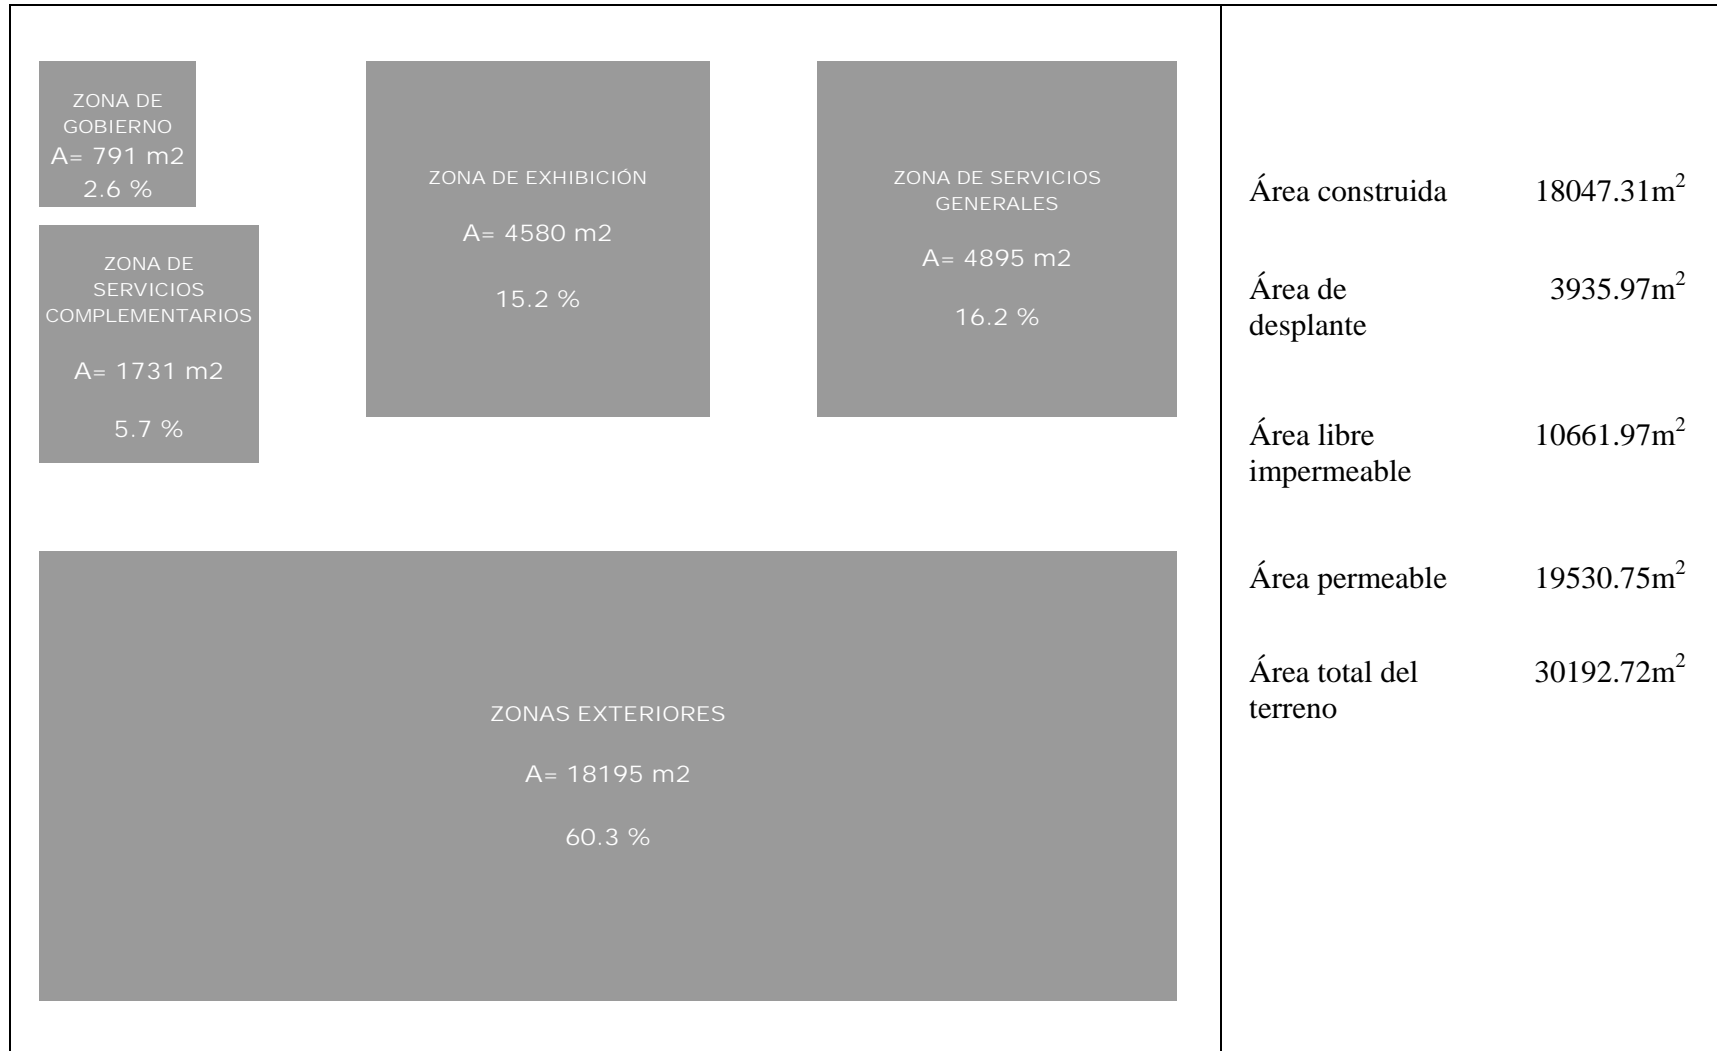 ZONA DE
GOBIERNO
A= 791 m2
2.6 %
ZONA DE
SERVICIOS
COMPLEMENTARIOS
A= 1731 m2
5.7 %
ZONA DE EXHIBICIÓN
A= 4580 m2
15.2 %
ZONA DE SERVICIOS
GENERALES
A= 4895 m2
16.2 %
ZONAS EXTERIORES
A= 18195 m2
60.3 %
Área construida 18047.31m²
Área de 3935.97m²
desplante
Área libre 10661.97m²
impermeable
Área permeable 19530.75m²
Área total del 30192.72m²
terreno